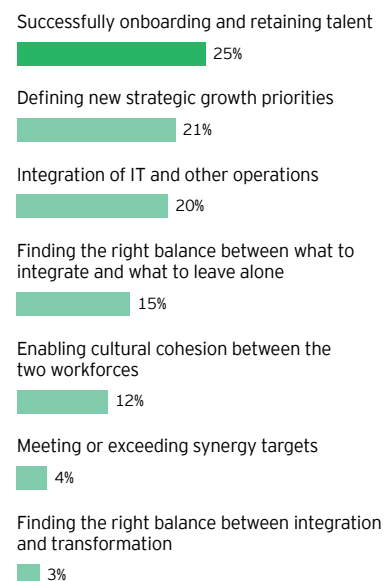 Successfully onboarding and retaining talent
25%
Defining new strategic growth priorities
21%
Integration of IT and other operations
20%
Finding the right balance between what to
integrate and what to leave alone
15%
Enabling cultural cohesion between the
two workforces
12%
Meeting or exceeding synergy targets
4%
Finding the right balance between integration
and transformation
3%